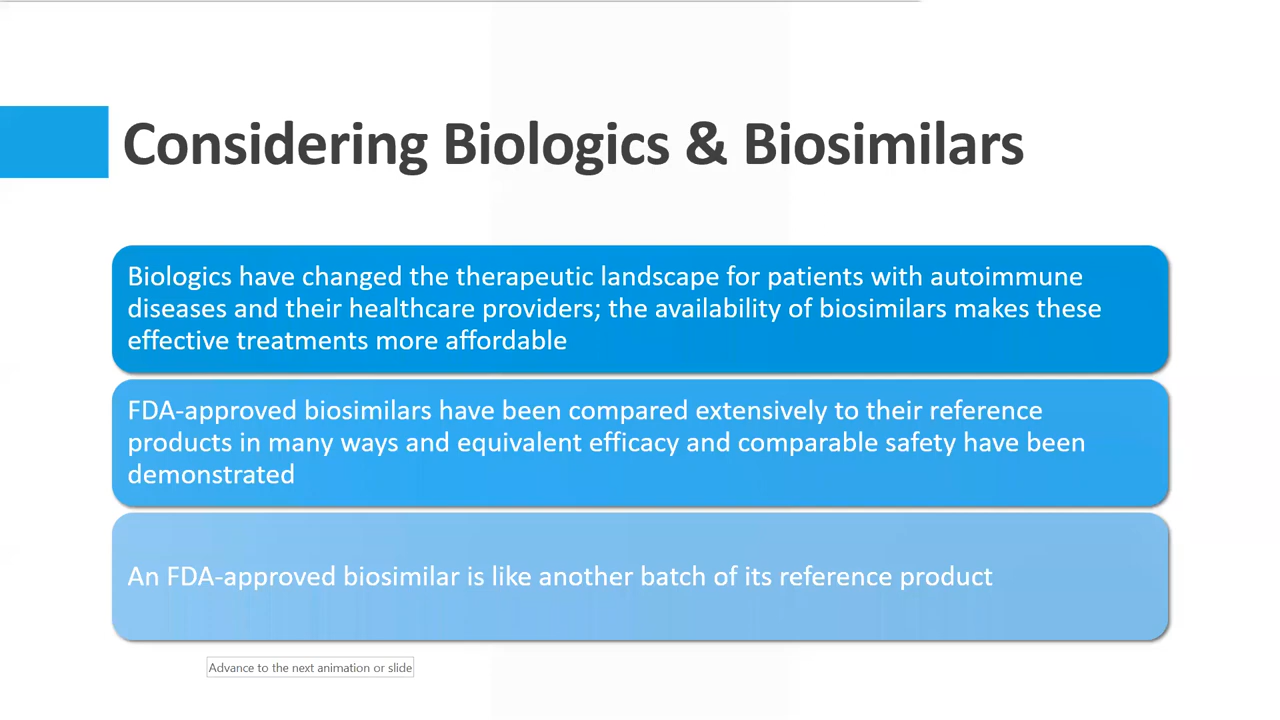 Considering Biologics & Biosimilars
Biologics have changed the therapeutic landscape for patients with autoimmune
diseases and their healthcare providers; the availability of biosimilars makes these
effective treatments more affordable
FDA-approved biosimilars have been compared extensively to their reference
products in many ways and equivalent efficacy and comparable safety have been
demonstrated
An FDA-approved biosimilar is like another batch of its reference product
Advance to the next animation or slide